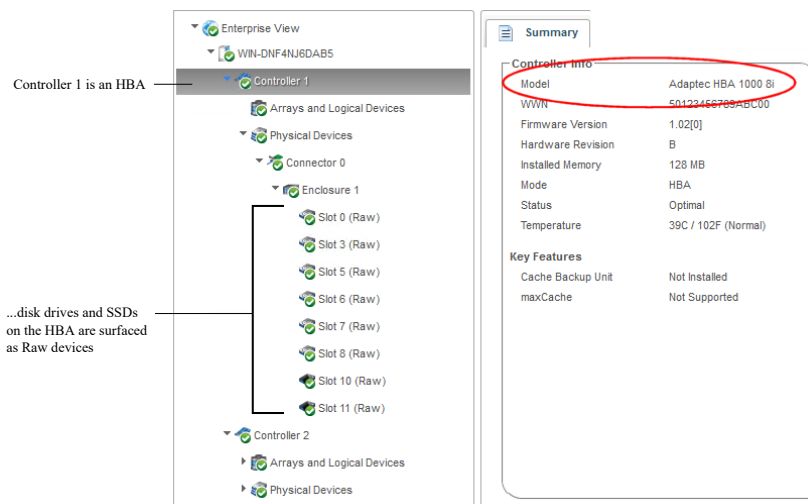 Enterprise View
WIN-DNF4NJ6DAB5
Controller 1 is an HBA
Controller 1
Arrays and Logical Devices
Physical Devices
Connector 0
Enclosure 1
Slot 0 (Raw)
Slot 3 (Raw)
Slot 5 (Raw)
Slot 6 (Raw)
Slot 7 (Raw)
Slot 8 (Raw)
Slot 10 (Raw)
Slot 11 (Raw)
...disk drives and SSDs
on the HBA are surfaced
as Raw devices
Controller 2
Arrays and Logical Devices
Physical Devices
Summary
Controller Info
Model Adaptec HBA 1000 8i
WWN 50123456789ABC00
Firmware Version 1.02[0]
Hardware Revision B
Installed Memory 128 MB
Mode HBA
Status Optimal
Temperature 39C / 102F (Normal)
Key Features
Cache Backup Unit Not Installed
maxCache Not Supported